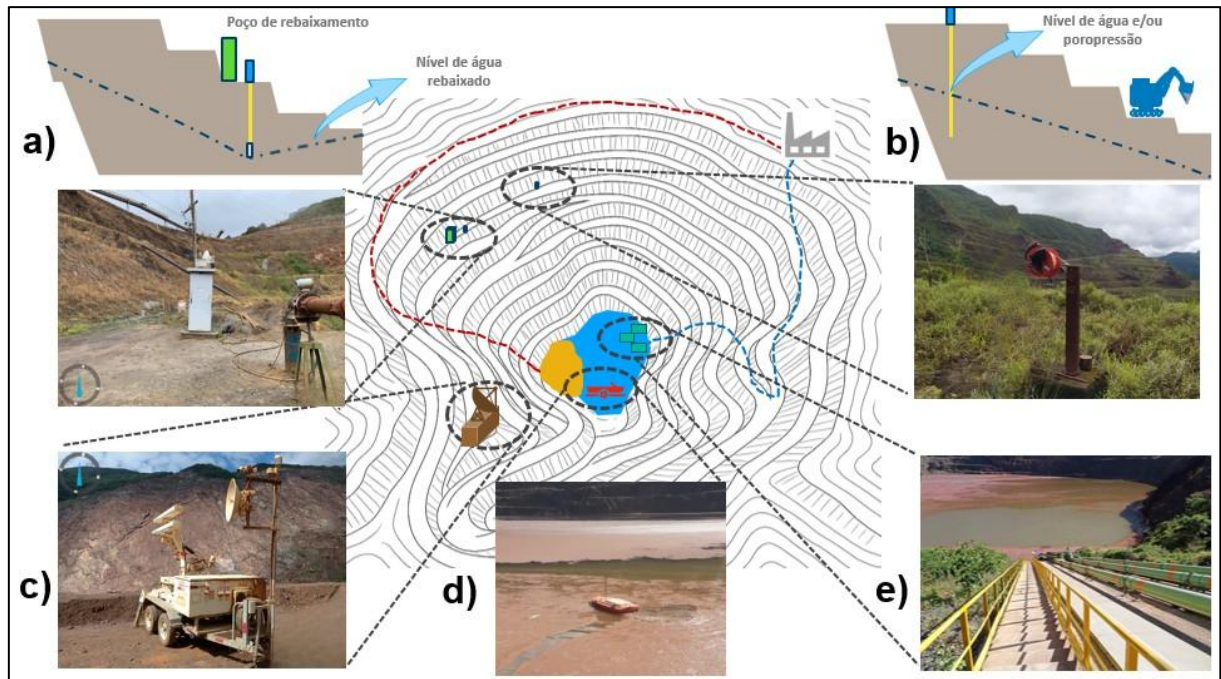 Poço de rebaixamento
Nível de água
rebaixado
a)
Nível de água e/ou
poropressão
b)
c)
d)
e)